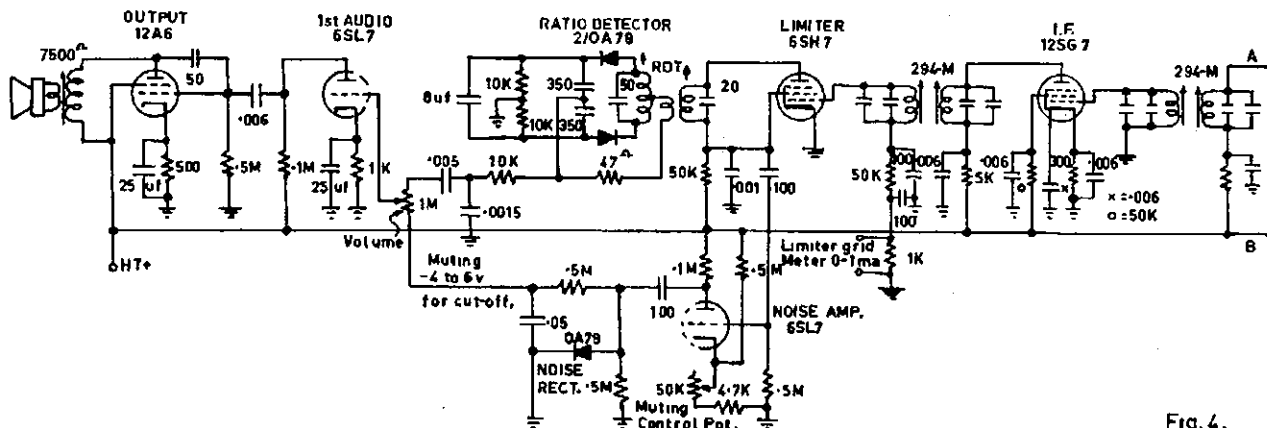 OUTPUT
12A6
1st AUDIO
6SL7
RATIO DETECTOR
2/OA79
LIMITER
6SH7
I.F.
12SG7
7500Ω
50
.006
8uf
10K
10K
350
350
50
RDT
20
294-M
294-M
A
500
25 uf
.5M
.1M
25 uf
1K
.005
10K
47Ω
50K
.001
100
50K
.006
100
5K
.006
300
.006
x = .006
o = 50K
x
o
1M
Volume
.0015
B
HT+
Muting
-4 to 6v
for cut-off.
.5M
.1M
.5M
Limiter grid
Meter 0-1ma
1K
100
.05
OA79
NOISE
RECT.
.5M
NOISE AMP.
6SL7
50K
4.7K
.5M
Muting
Control Pot.
Fig. 4.